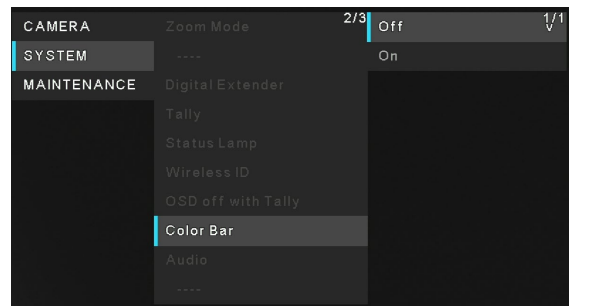 CAMERA
SYSTEM
MAINTENANCE
2/3
Zoom Mode
----
Digital Extender
Tally
Status Lamp
Wireless ID
OSD off with Tally
Color Bar
Audio
----
1/1
Off
On